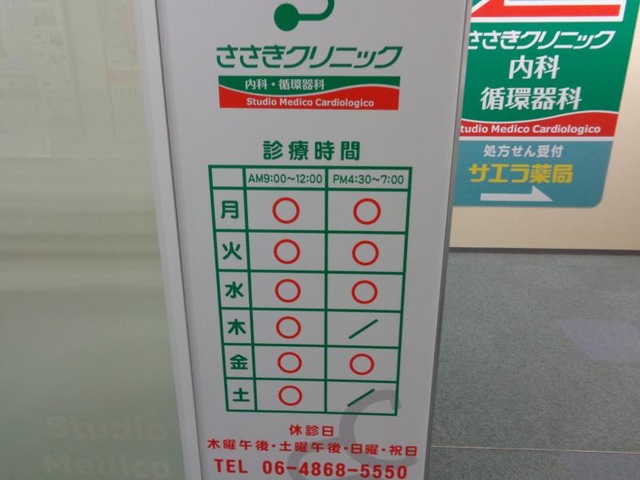 ささきクリニック
内科・循環器科
Studio Medico Cardiologico
診療時間
AM9:00～12:00 PM4:30～7:00
月 ○ ○
火 ○ ○
水 ○ ○
木 ○ ／
金 ○ ○
土 ○ ／
休診日
木曜午後・土曜午後・日曜・祝日
TEL 06-4868-5550
ささきクリニック
内科
循環器科
Studio Medico Cardiologico
処方せん受付
サエラ薬局
Studio
Medico